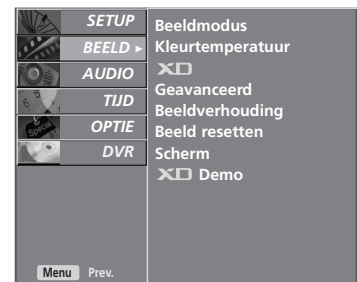 SETUP
BEELD ►
AUDIO
TIJD
OPTIE
DVR
Menu Prev.
Beeldmodus
Kleurtemperatuur
XD
Geavanceerd
Beeldverhouding
Beeld resetten
Scherm
XD Demo